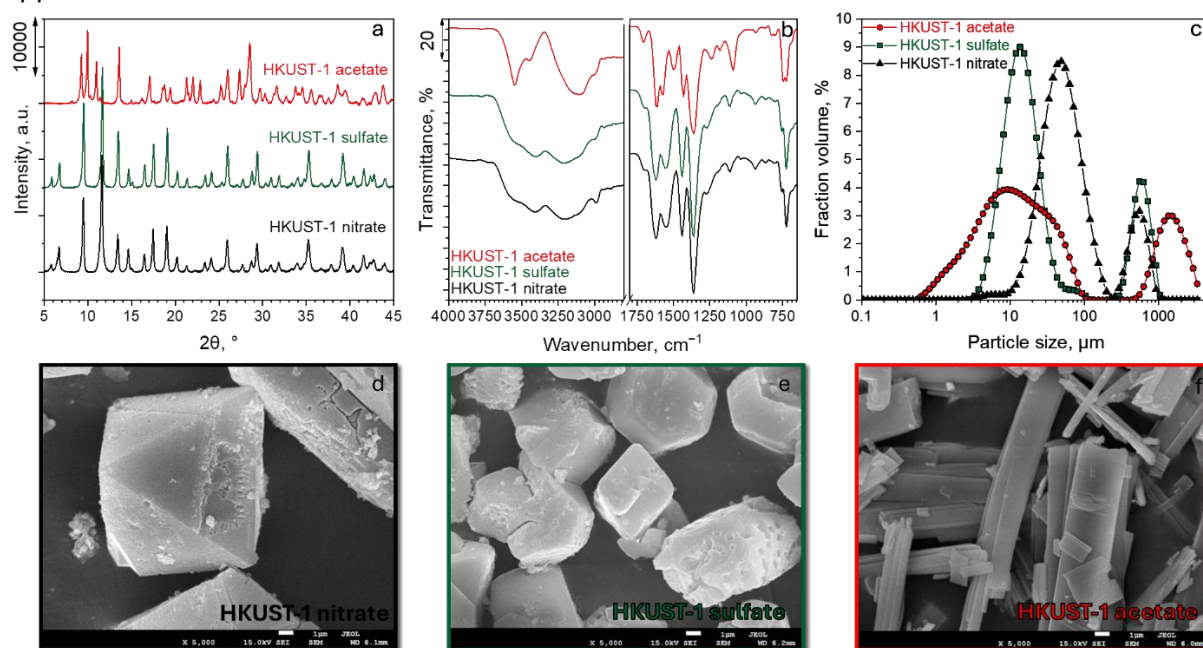 a
10000
HKUST-1 acetate
HKUST-1 sulfate
HKUST-1 nitrate
Intensity, a.u.
5 10 15 20 25 30 35 40 45
2θ, °
b
20
Transmittance, %
HKUST-1 acetate
HKUST-1 sulfate
HKUST-1 nitrate
4000 3500 3000 1750 1500 1250 1000 750
Wavenumber, cm⁻¹
c
HKUST-1 acetate
HKUST-1 sulfate
HKUST-1 nitrate
10
9
8
7
6
5
4
3
2
1
0
Fraction volume, %
0.1 1 10 100 1000
Particle size, µm
d
HKUST-1 nitrate
X 5,000 15.0kV SEI SEM 1µm JEOL WD 6.1mm
e
HKUST-1 sulfate
X 5,000 15.0kV SEI SEM 1µm JEOL WD 6.2mm
f
HKUST-1 acetate
X 5,000 15.0kV SEI SEM 1µm JEOL WD 6.0mm